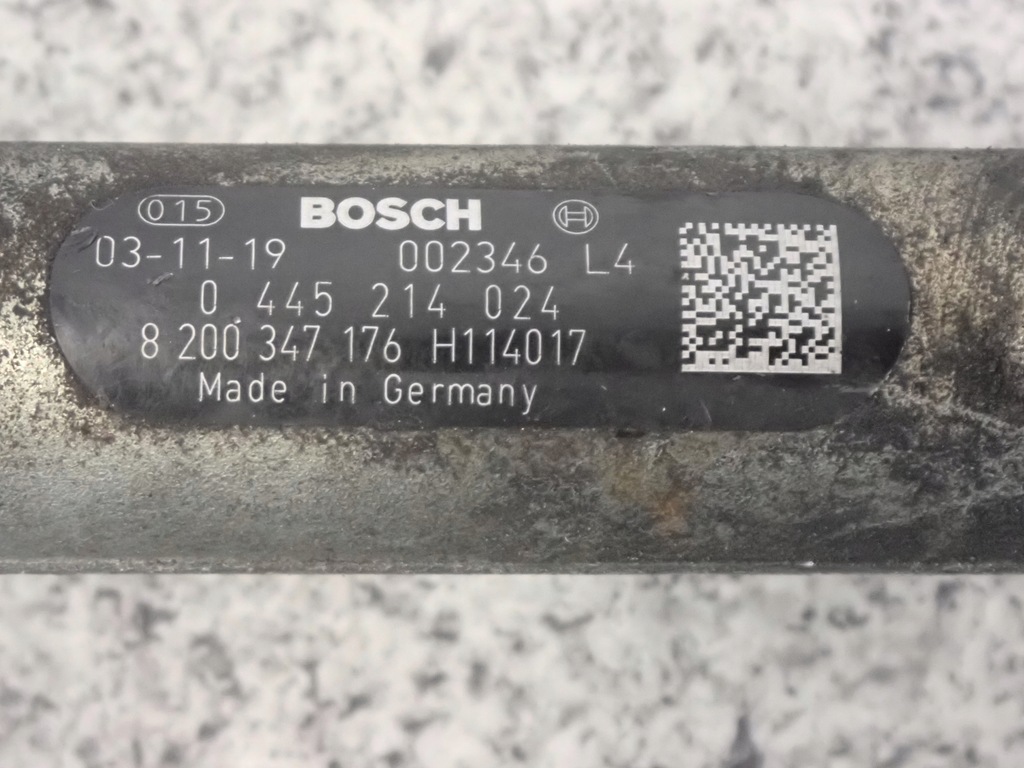 015 BOSCH
03-11-19 002346 L4
0 445 214 024
8 200 347 176 H114017
Made in Germany